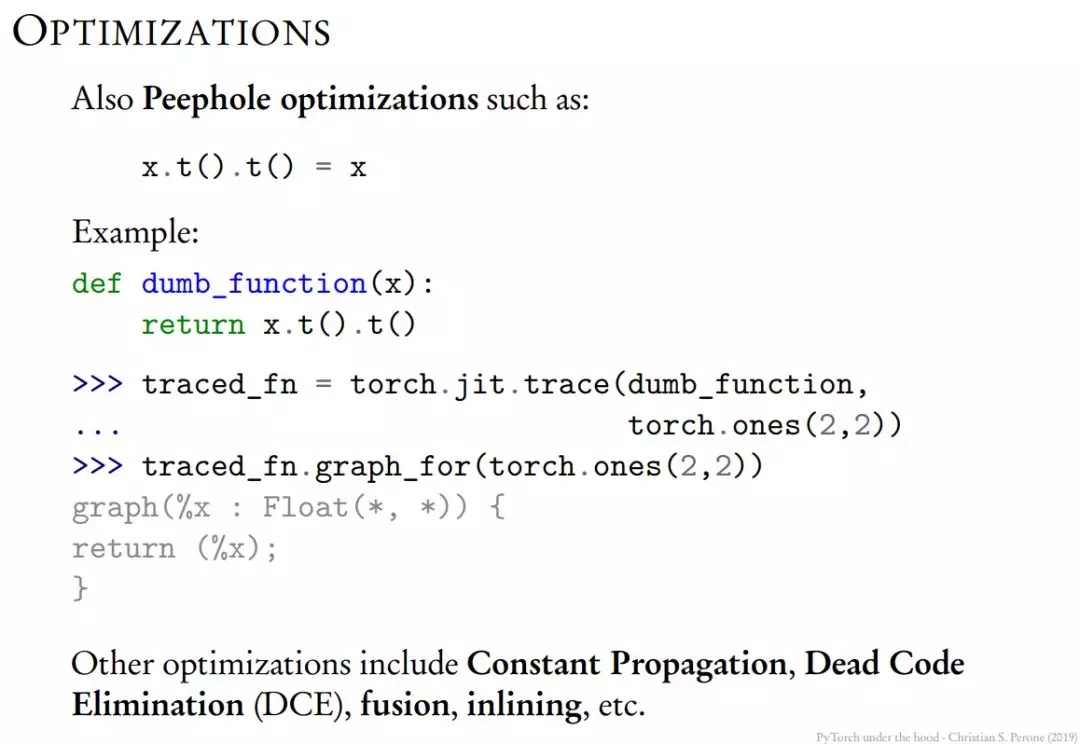 OPTIMIZATIONS
Also Peephole optimizations such as:
x.t().t() = x
Example:
def dumb_function(x):
    return x.t().t()
>>> traced_fn = torch.jit.trace(dumb_function,
...                             torch.ones(2,2))
>>> traced_fn.graph_for(torch.ones(2,2))
graph(%x : Float(*, *)) {
return (%x);
}
Other optimizations include Constant Propagation, Dead Code
Elimination (DCE), fusion, inlining, etc.
PyTorch under the hood - Christian S. Perone (2019)